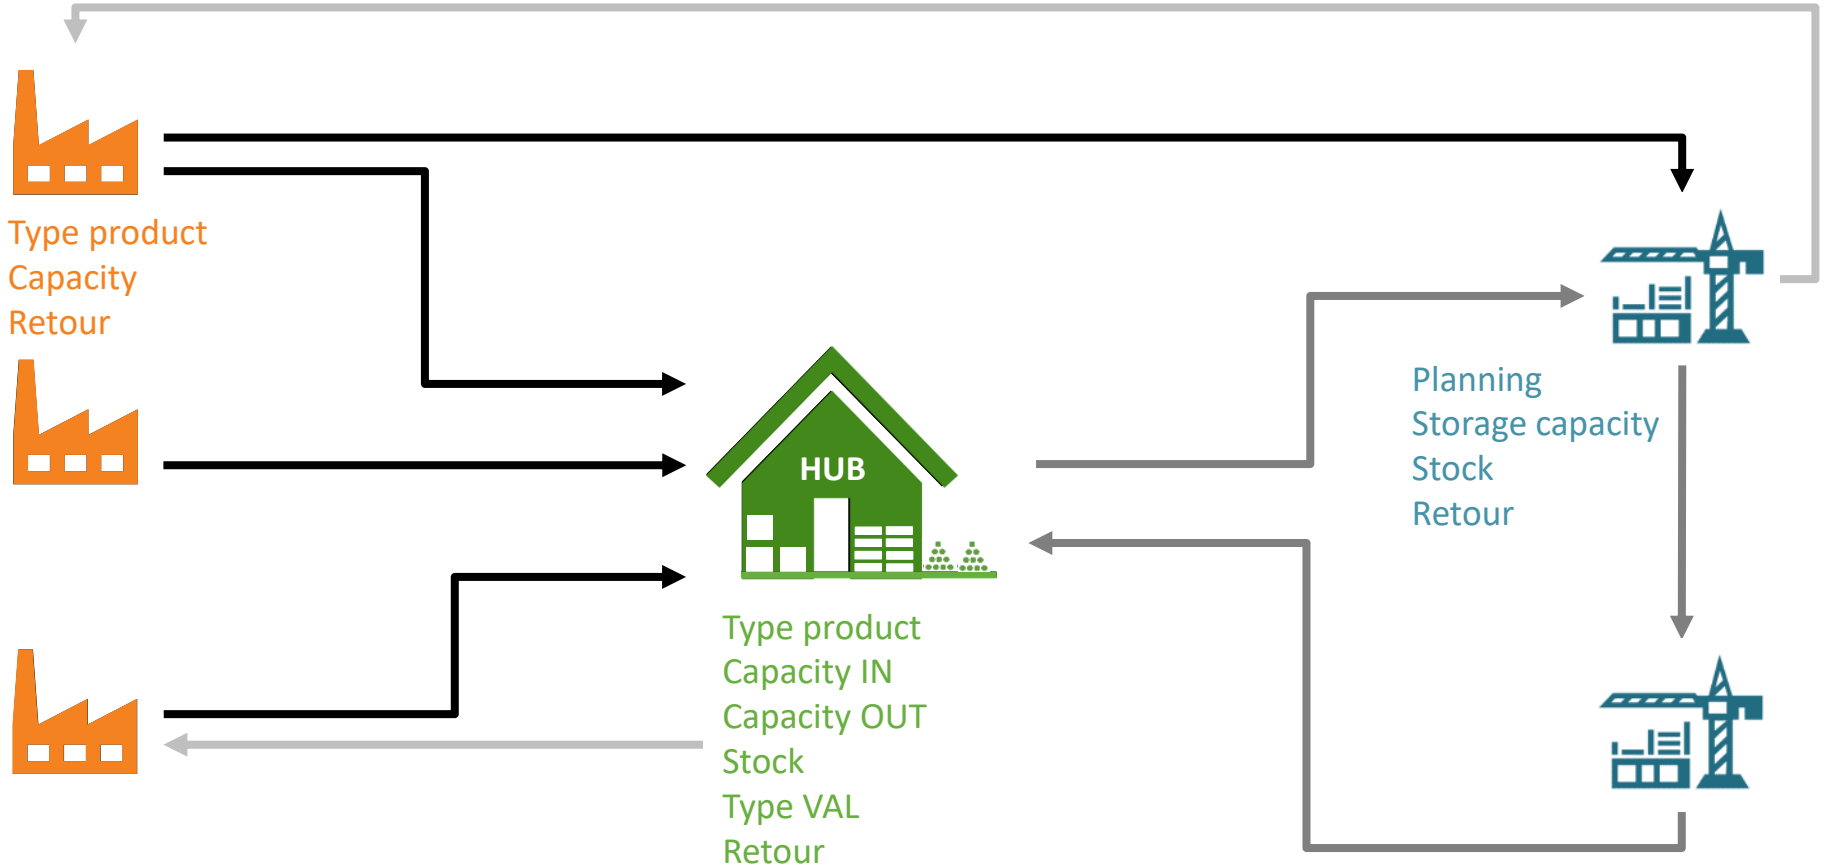 Type product
Capacity
Retour
HUB
Type product
Capacity IN
Capacity OUT
Stock
Type VAL
Retour
Planning
Storage capacity
Stock
Retour